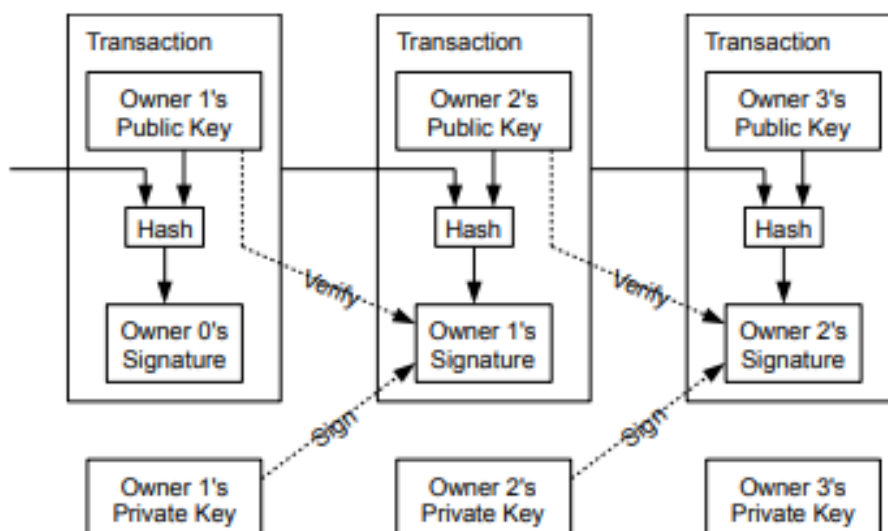 Transaction
Transaction
Transaction
Owner 1's
Public Key
Owner 2's
Public Key
Owner 3's
Public Key
Hash
Hash
Hash
Verify
Verify
Owner 0's
Signature
Owner 1's
Signature
Owner 2's
Signature
Sign
Sign
Owner 1's
Private Key
Owner 2's
Private Key
Owner 3's
Private Key